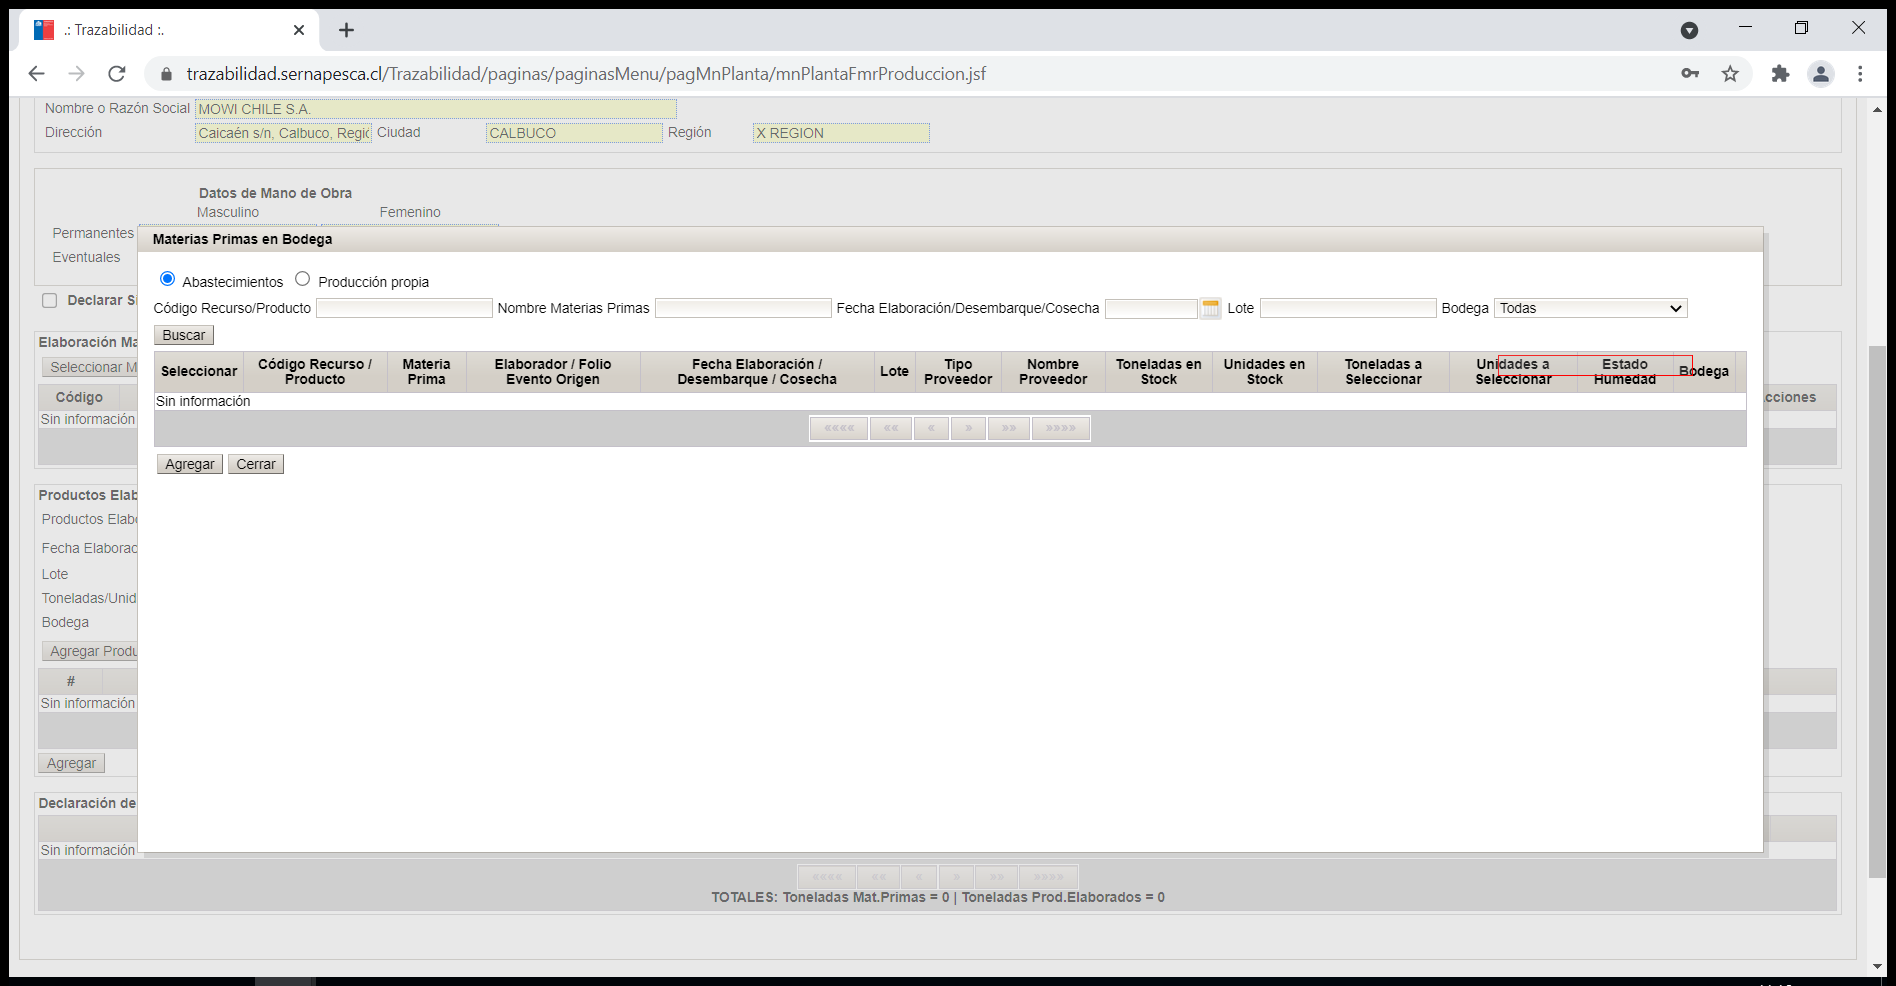 .: Trazabilidad :.
trazabilidad.sernapesca.cl/Trazabilidad/paginas/paginasMenu/pagMnPlanta/mnPlantaFmrProduccion.jsf
Nombre o Razón Social MOWI CHILE S.A.
Dirección Caicaén s/n, Calbuco, Regi Ciudad CALBUCO Región X REGION
Datos de Mano de Obra
Masculino Femenino
Permanentes
Eventuales
Declarar Si
Materias Primas en Bodega
Abastecimientos Producción propia
Código Recurso/Producto Nombre Materias Primas Fecha Elaboración/Desembarque/Cosecha Lote Bodega Todas
Buscar
Seleccionar Código Recurso / Producto Materia Prima Elaborador / Folio Evento Origen Fecha Elaboración / Desembarque / Cosecha Lote Tipo Proveedor Nombre Proveedor Toneladas en Stock Unidades en Stock Toneladas a Seleccionar Unidades a Seleccionar Estado Humedad Bodega
Sin información
«««« «« « » »» »»»»
Agregar Cerrar
Elaboración Ma
Seleccionar M
Código cciones
Sin información
Productos Elab
Productos Elabo
Fecha Elaborac
Lote
Toneladas/Unid
Bodega
Agregar Produ
#
Sin información
Agregar
Declaración de
Sin información
«««« «« « » »» »»»»
TOTALES: Toneladas Mat.Primas = 0 | Toneladas Prod.Elaborados = 0